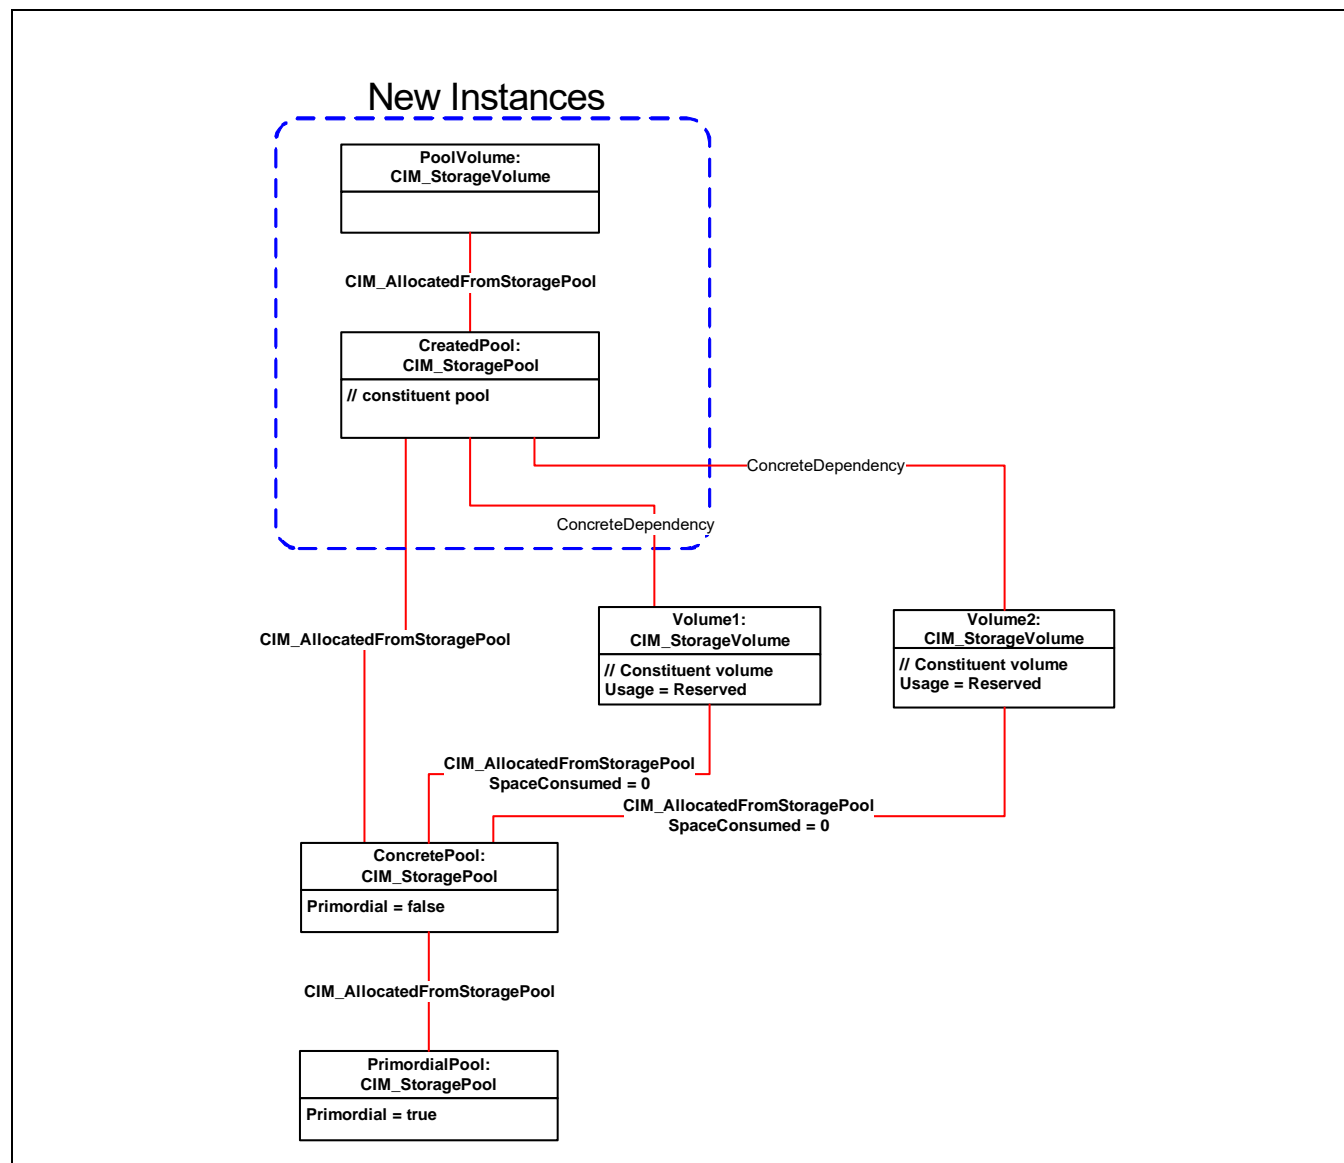 New Instances
PoolVolume:
CIM_StorageVolume
CIM_AllocatedFromStoragePool
CreatedPool:
CIM_StoragePool
// constituent pool
ConcreteDependency
ConcreteDependency
CIM_AllocatedFromStoragePool
Volume1:
CIM_StorageVolume
// Constituent volume
Usage = Reserved
Volume2:
CIM_StorageVolume
// Constituent volume
Usage = Reserved
CIM_AllocatedFromStoragePool
SpaceConsumed = 0
CIM_AllocatedFromStoragePool
SpaceConsumed = 0
ConcretePool:
CIM_StoragePool
Primordial = false
CIM_AllocatedFromStoragePool
PrimordialPool:
CIM_StoragePool
Primordial = true